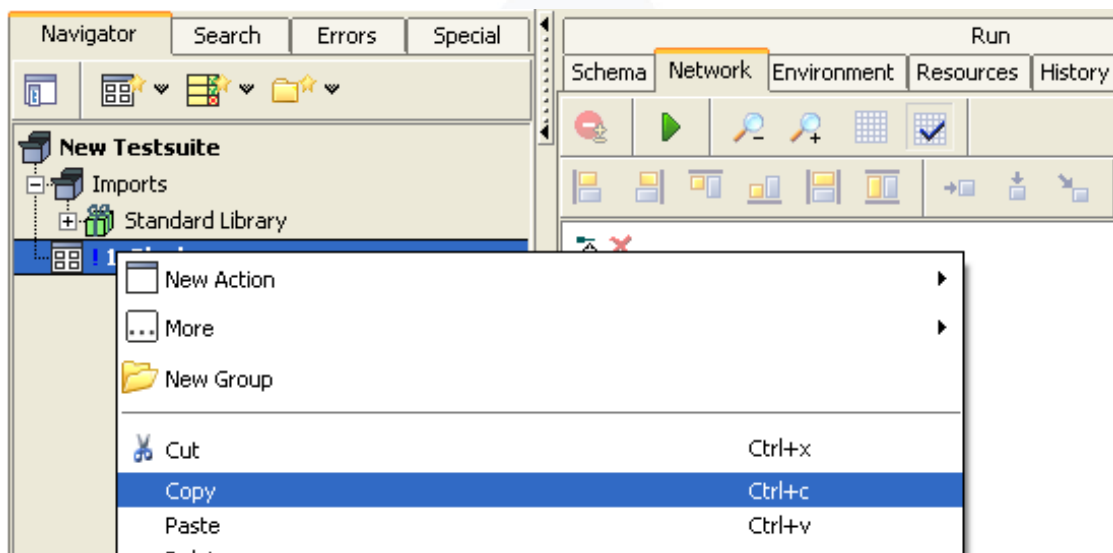 Navigator Search Errors Special
Run
Schema Network Environment Resources History
New Testsuite
Imports
Standard Library
! 1
New Action
... More
New Group
Cut Ctrl+x
Copy Ctrl+c
Paste Ctrl+v